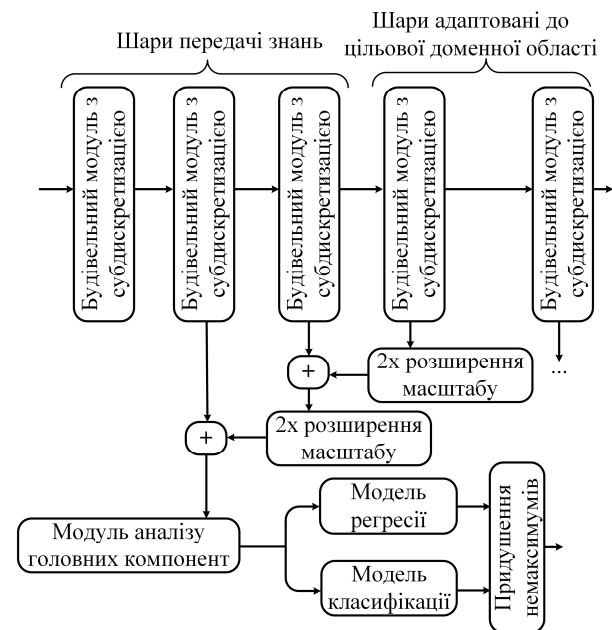 Шари передачі знань
Шари адаптовані до
цільової доменної області
Будівельний модуль з
субдискретизацією
Будівельний модуль з
субдискретизацією
Будівельний модуль з
субдискретизацією
Будівельний модуль з
субдискретизацією
Будівельний модуль з
субдискретизацією
+
2x розширення
масштабу
...
+
2x розширення
масштабу
Модуль аналізу
головних компонент
Модель
регресії
Модель
класифікації
Придушення
немаксимумів